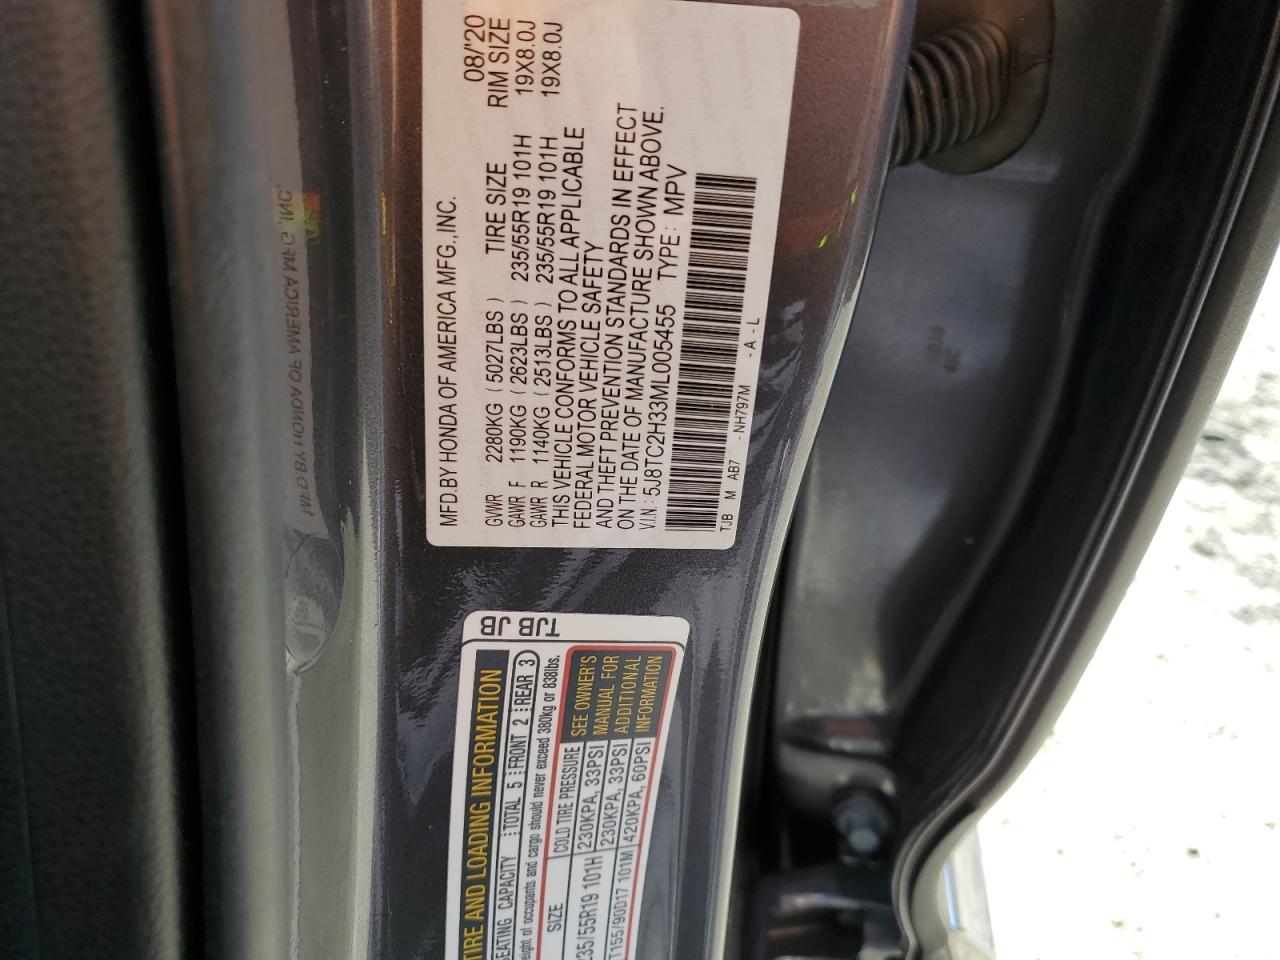 MFD.BY HONDA OF AMERICA MFG.,INC. 08/'20
GVWR 2280KG (5027LBS) TIRE SIZE RIM SIZE
GAWR F 1190KG (2623LBS) 235/55R19 101H 19X8.0J
GAWR R 1140KG (2513LBS) 235/55R19 101H 19X8.0J
THIS VEHICLE CONFORMS TO ALL APPLICABLE
FEDERAL MOTOR VEHICLE SAFETY
AND THEFT PREVENTION STANDARDS IN EFFECT
ON THE DATE OF MANUFACTURE SHOWN ABOVE.
V.I.N.: 5J8TC2H33ML005455 TYPE: MPV
TJB M AB7 -NH797M -A-L
TJB JB
TIRE AND LOADING INFORMATION
SEATING CAPACITY TOTAL 5 FRONT 2 REAR 3
of occupants and cargo should never exceed 380kg or 838lbs.
SIZE COLD TIRE PRESSURE
235/55R19 101H 230KPA, 33PSI
230KPA, 33PSI
T155/90D17 101M 420KPA, 60PSI
SEE OWNER'S
MANUAL FOR
ADDITIONAL
INFORMATION